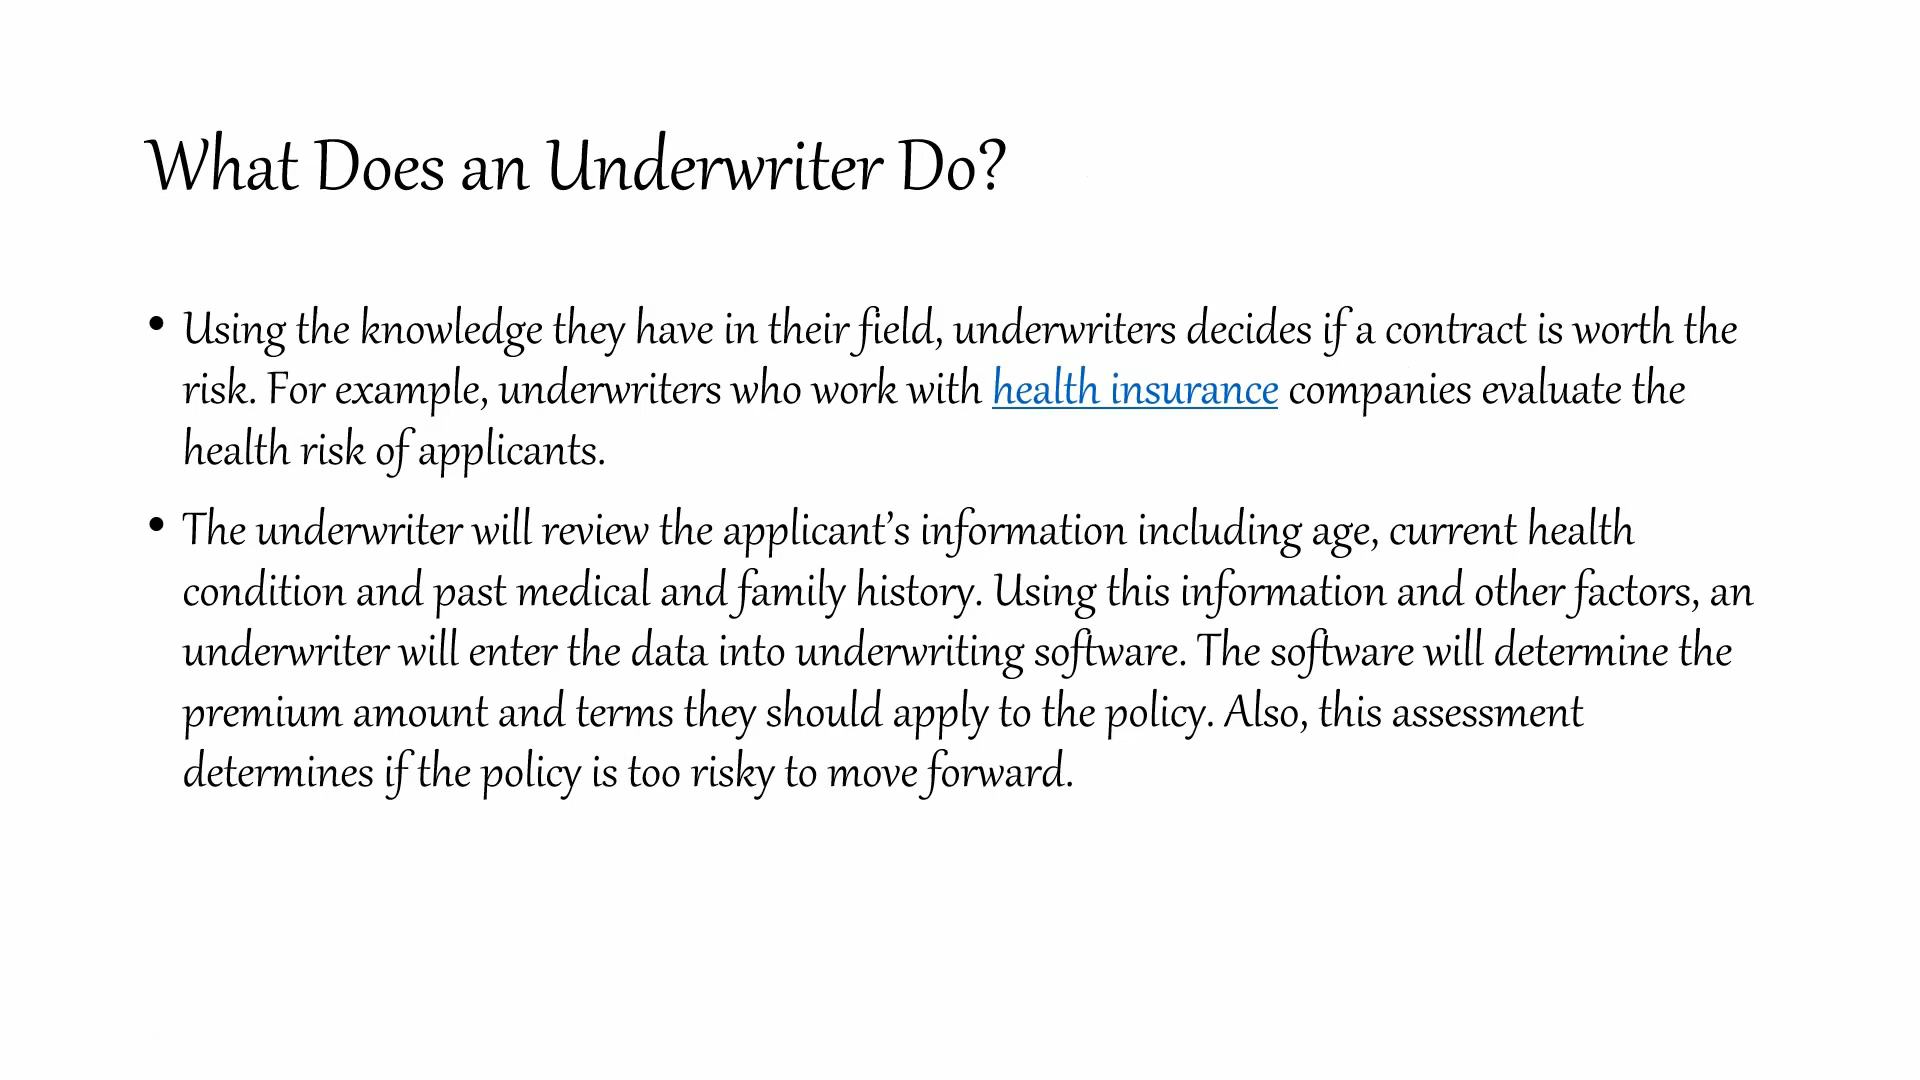 What Does an Underwriter Do?
• Using the knowledge they have in their field, underwriters decides if a contract is worth the
risk. For example, underwriters who work with health insurance companies evaluate the
health risk of applicants.
• The underwriter will review the applicant’s information including age, current health
condition and past medical and family history. Using this information and other factors, an
underwriter will enter the data into underwriting software. The software will determine the
premium amount and terms they should apply to the policy. Also, this assessment
determines if the policy is too risky to move forward.